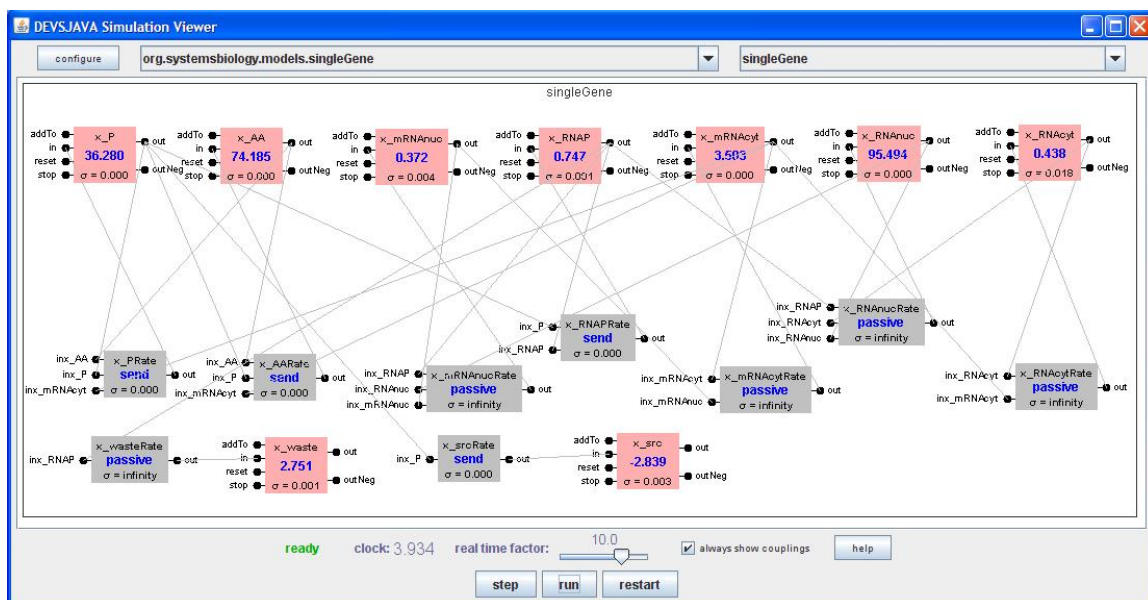 DEVSJAVA Simulation Viewer
configure org.systemsbiology.models.singleGene singleGene
singleGene
x_P
addTo
in
reset
stop
36.280
σ = 0.000
out
outNeg
x_AA
addTo
in
reset
stop
74.185
σ = 0.000
out
outNeg
x_mRNAnuc
addTo
in
reset
stop
0.372
σ = 0.004
out
outNeg
x_RNAP
addTo
in
reset
stop
0.747
σ = 0.001
out
outNeg
x_mRNAcyt
addTo
in
reset
stop
3.593
σ = 0.000
out
outNeg
x_RNAnuc
addTo
in
reset
stop
95.494
σ = 0.000
out
outNeg
x_RNAcyt
addTo
in
reset
stop
0.438
σ = 0.018
out
outNeg
x_PRate
inx_AA
inx_P
inx_mRNAcyt
send
σ = 0.000
out
x_AARate
inx_AA
inx_P
inx_mRNAcyt
send
σ = 0.000
out
x_mRNAnucRate
inx_RNAP
inx_RNAnuc
inx_mRNAnuc
passive
σ = infinity
out
x_RNAPRate
inx_P
inx_RNAP
send
σ = 0.000
out
x_mRNAcytRate
inx_mRNAcyt
inx_mRNAnuc
passive
σ = infinity
out
x_RNAnucRate
inx_RNAP
inx_RNAcyt
inx_RNAnuc
passive
σ = infinity
out
x_RNAcytRate
inx_RNAcyt
inx_RNAnuc
passive
σ = infinity
out
x_wasteRate
inx_RNAP
passive
σ = infinity
out
x_waste
addTo
in
reset
stop
2.751
σ = 0.001
out
outNeg
x_srcRate
inx_P
send
σ = 0.000
out
x_src
addTo
in
reset
stop
-2.839
σ = 0.003
out
outNeg
ready clock: 3.934 real time factor: 10.0 always show couplings help
step run restart